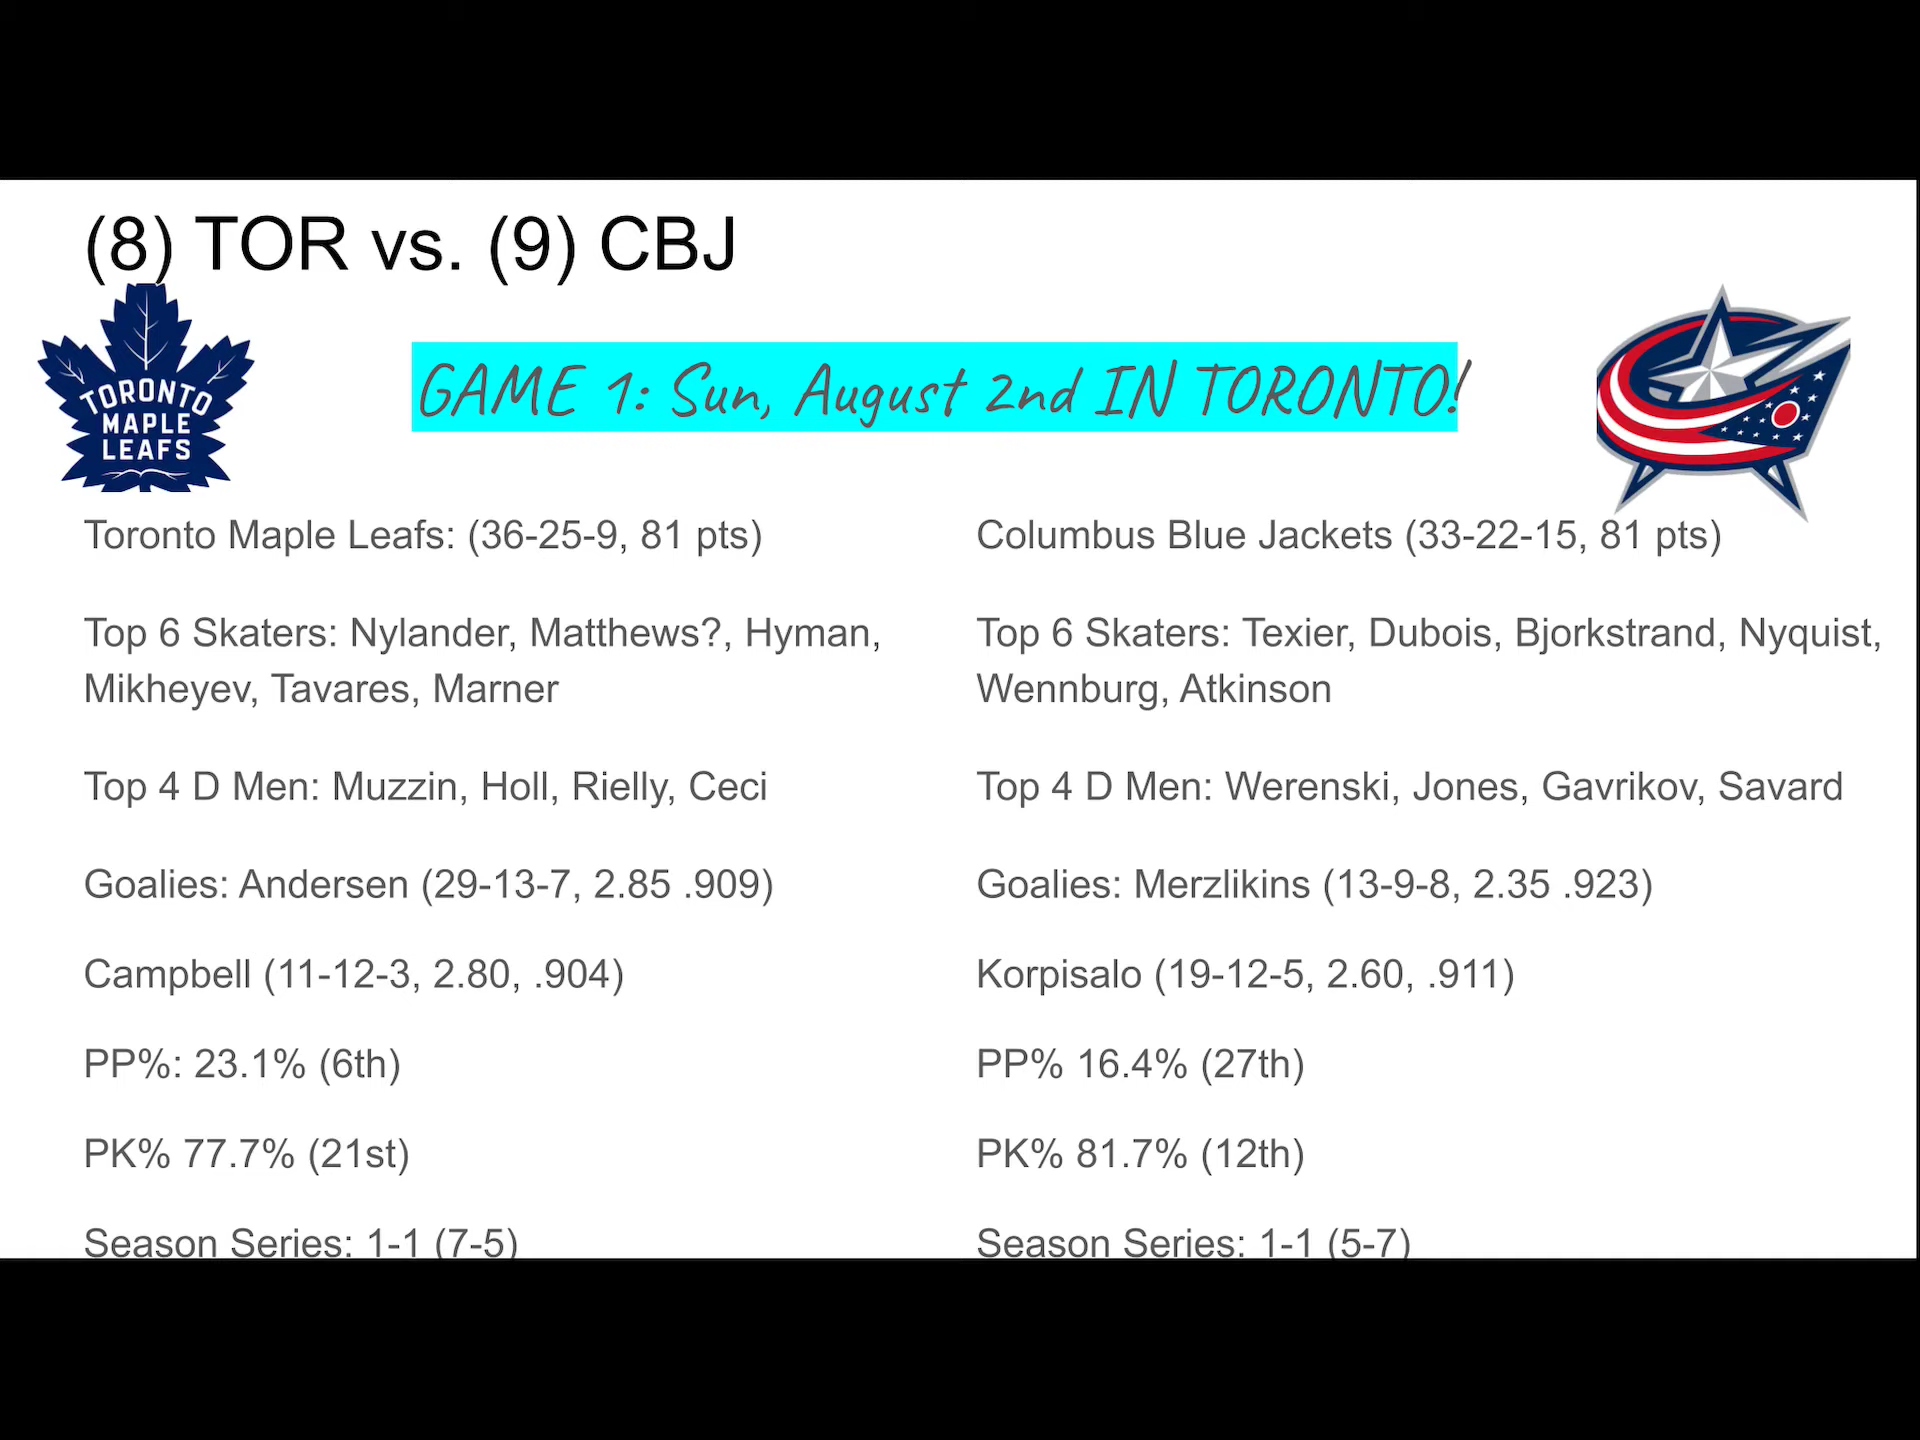 (8) TOR vs. (9) CBJ
TORONTO
MAPLE
LEAFS
GAME 1: Sun, August 2nd IN TORONTO!
Toronto Maple Leafs: (36-25-9, 81 pts)
Top 6 Skaters: Nylander, Matthews?, Hyman,
Mikheyev, Tavares, Marner
Top 4 D Men: Muzzin, Holl, Rielly, Ceci
Goalies: Andersen (29-13-7, 2.85 .909)
Campbell (11-12-3, 2.80, .904)
PP%: 23.1% (6th)
PK% 77.7% (21st)
Season Series: 1-1 (7-5)
Columbus Blue Jackets (33-22-15, 81 pts)
Top 6 Skaters: Texier, Dubois, Bjorkstrand, Nyquist,
Wennburg, Atkinson
Top 4 D Men: Werenski, Jones, Gavrikov, Savard
Goalies: Merzlikins (13-9-8, 2.35 .923)
Korpisalo (19-12-5, 2.60, .911)
PP% 16.4% (27th)
PK% 81.7% (12th)
Season Series: 1-1 (5-7)